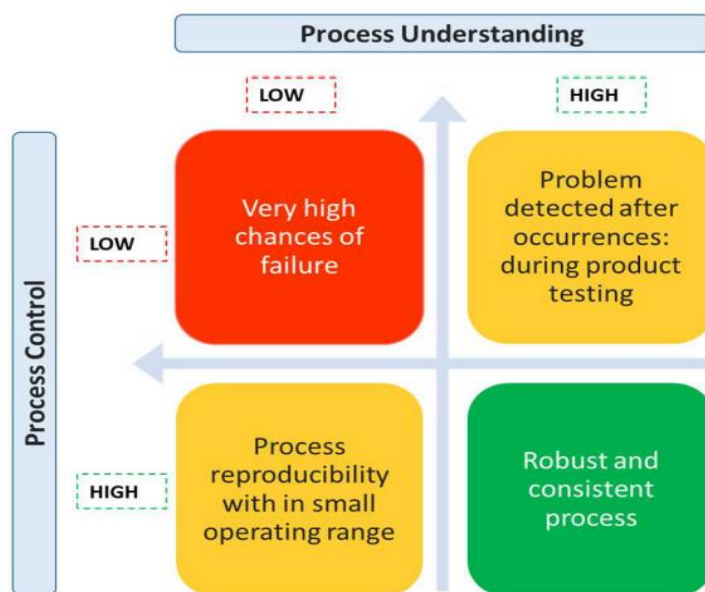 Process Understanding
LOW
HIGH
Process Control
LOW
Very high
chances of
failure
Problem
detected after
occurrences:
during product
testing
HIGH
Process
reproducibility
with in small
operating range
Robust and
consistent
process